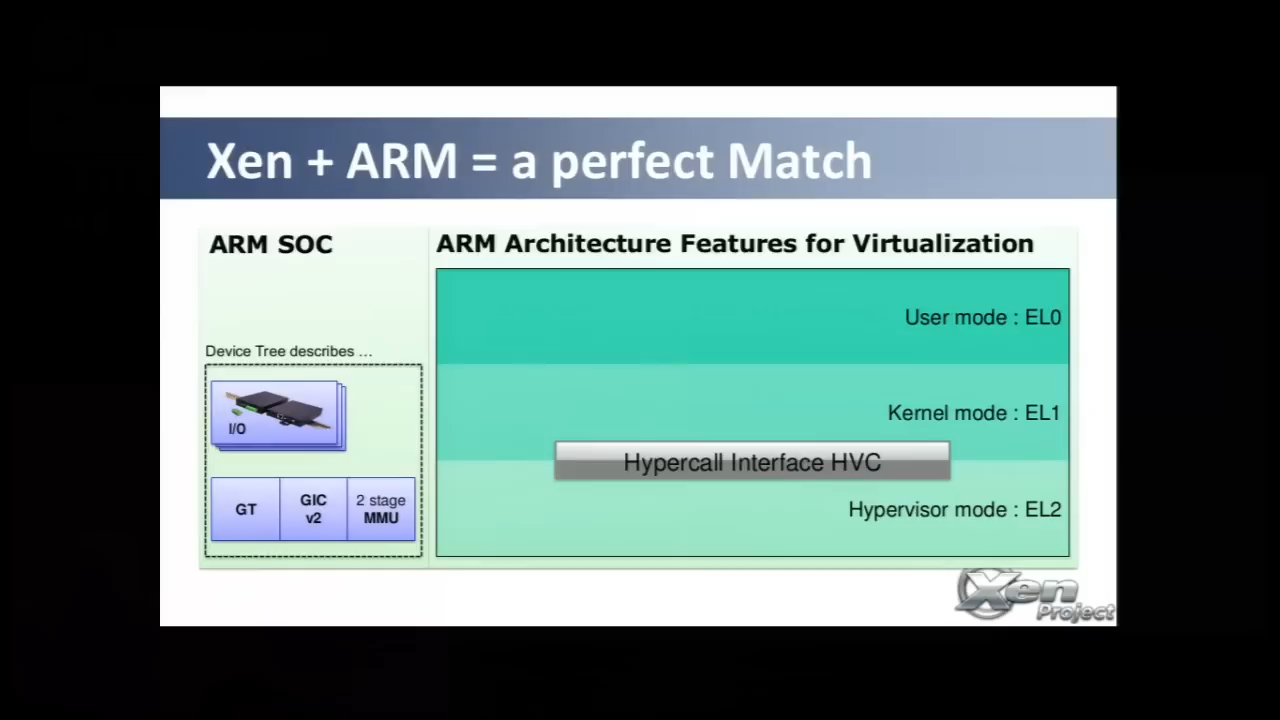 Xen + ARM = a perfect Match
ARM SOC
Device Tree describes ...
I/O
GT
GIC
v2
2 stage
MMU
ARM Architecture Features for Virtualization
User mode : EL0
Kernel mode : EL1
Hypercall Interface HVC
Hypervisor mode : EL2
Xen
Project